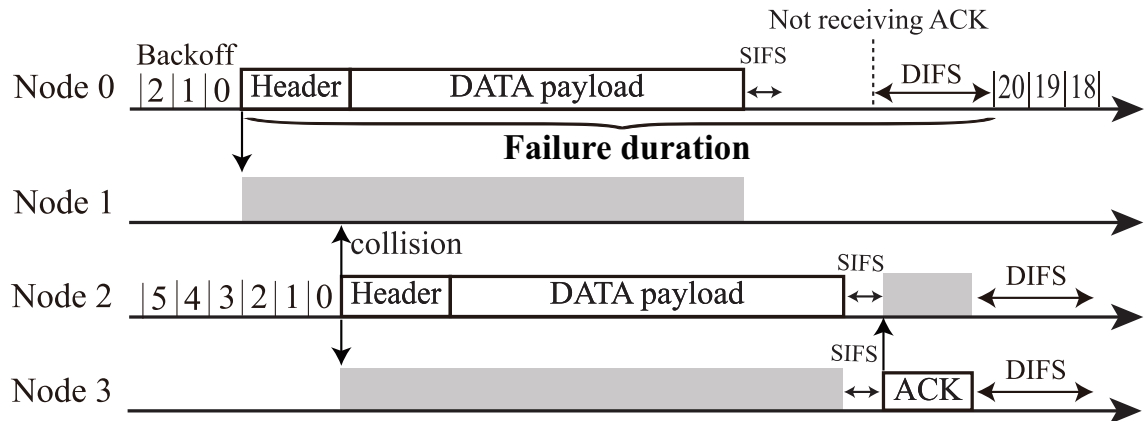 Not receiving ACK
Backoff
SIFS
Node 0
2 1 0 Header DATA payload DIFS 20 19 18
Failure duration
Node 1
collision
SIFS
Node 2
5 4 3 2 1 0 Header DATA payload DIFS
SIFS
Node 3
ACK DIFS